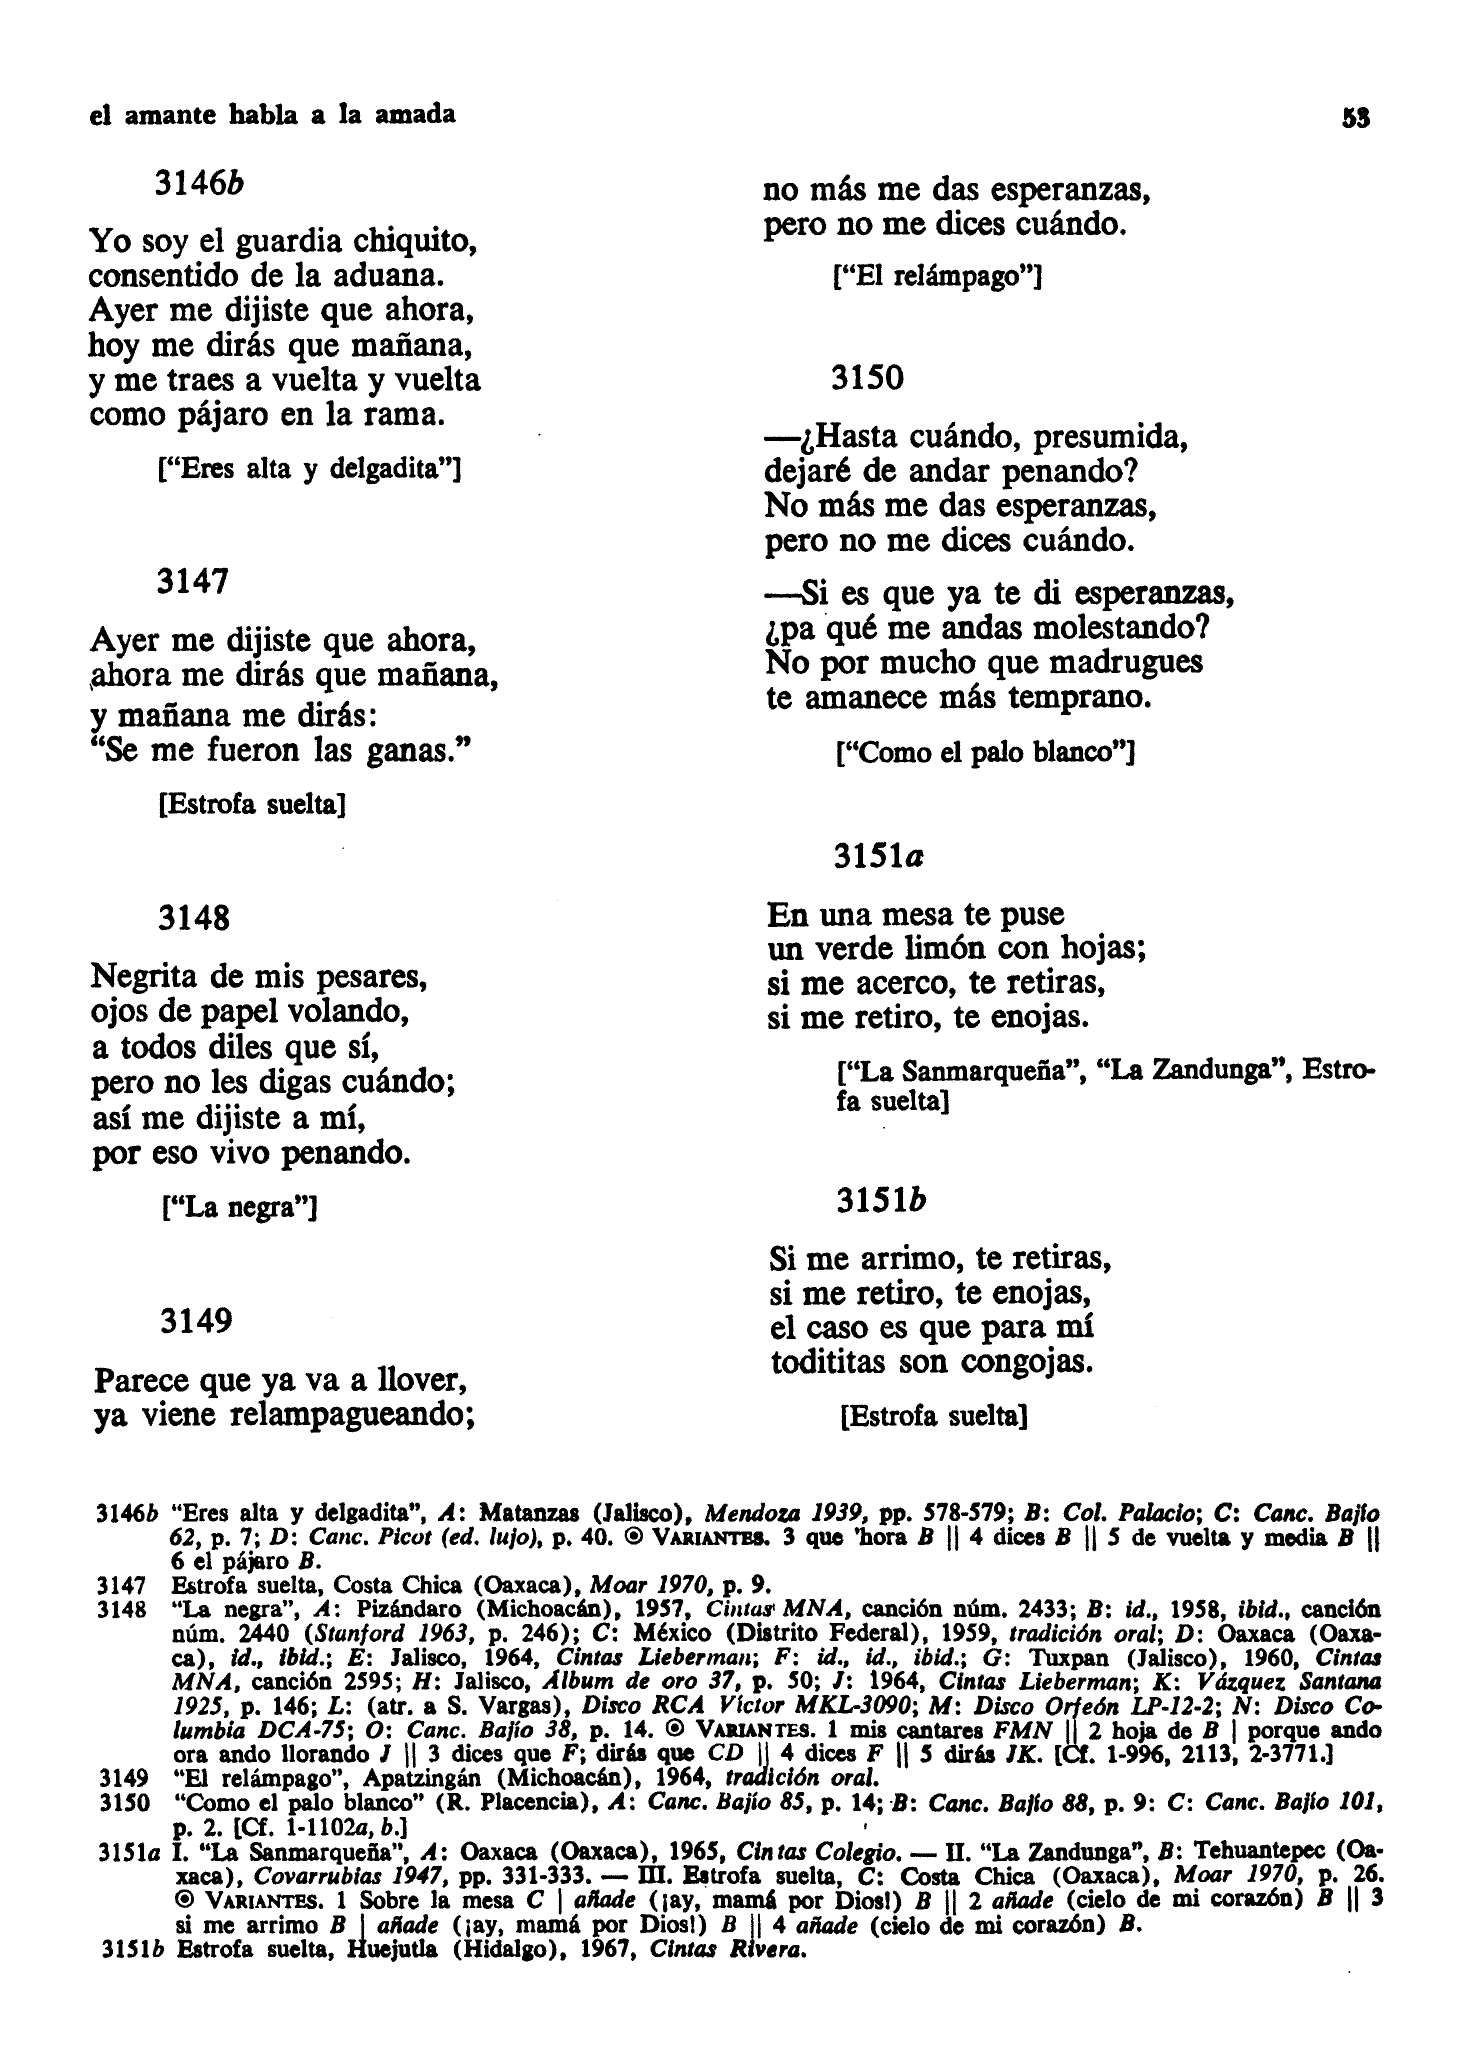 el amante habla a la amada 53
3146b
Yo soy el guardia chiquito,
consentido de la aduana.
Ayer me dijiste que ahora,
hoy me dirás que mañana,
y me traes a vuelta y vuelta
como pájaro en la rama.
[“Eres alta y delgadita”]
3147
Ayer me dijiste que ahora,
ahora me dirás que mañana,
y mañana me dirás:
“Se me fueron las ganas.”
[Estrofa suelta]
3148
Negrita de mis pesares,
ojos de papel volando,
a todos diles que sí,
pero no les digas cuándo;
así me dijiste a mí,
por eso vivo penando.
[“La negra”]
3149
Parece que ya va a llover,
ya viene relampagueando;
no más me das esperanzas,
pero no me dices cuándo.
[“El relámpago”]
3150
—¿Hasta cuándo, presumida,
dejaré de andar penando?
No más me das esperanzas,
pero no me dices cuándo.
—Si es que ya te di esperanzas,
¿pa qué me andas molestando?
No por mucho que madrugues
te amanece más temprano.
[“Como el palo blanco”]
3151a
En una mesa te puse
un verde limón con hojas;
si me acerco, te retiras,
si me retiro, te enojas.
[“La Sanmarqueña”, “La Zandunga”, Estro-
fa suelta]
3151b
Si me arrimo, te retiras,
si me retiro, te enojas,
el caso es que para mí
todititas son congojas.
[Estrofa suelta]
3146b “Eres alta y delgadita”, A: Matanzas (Jalisco), Mendoza 1939, pp. 578-579; B: Col. Palacio; C: Canc. Bajío
62, p. 7; D: Canc. Picot (ed. lujo), p. 40. ⊙ VARIANTES. 3 que ’hora B || 4 dices B || 5 de vuelta y media B ||
6 el pájaro B.
3147 Estrofa suelta, Costa Chica (Oaxaca), Moar 1970, p. 9.
3148 “La negra”, A: Pizándaro (Michoacán), 1957, Cintas MNA, canción núm. 2433; B: id., 1958, ibid., canción
núm. 2440 (Stanford 1963, p. 246); C: México (Distrito Federal), 1959, tradición oral; D: Oaxaca (Oaxa-
ca), id., ibid.; E: Jalisco, 1964, Cintas Lieberman; F: id., id., ibid.; G: Tuxpan (Jalisco), 1960, Cintas
MNA, canción 2595; H: Jalisco, Álbum de oro 37, p. 50; J: 1964, Cintas Lieberman; K: Vázquez Santana
1925, p. 146; L: (atr. a S. Vargas), Disco RCA Víctor MKL-3090; M: Disco Orfeón LP-12-2; N: Disco Co-
lumbia DCA-75; O: Canc. Bajío 38, p. 14. ⊙ VARIANTES. 1 mis cantares FMN || 2 hoja de B | porque ando
ora ando llorando J || 3 dices que F; dirás que CD || 4 dices F || 5 dirás JK. [Cf. 1-996, 2113, 2-3771.]
3149 “El relámpago”, Apatzingán (Michoacán), 1964, tradición oral.
3150 “Como el palo blanco” (R. Placencia), A: Canc. Bajío 85, p. 14; B: Canc. Bajío 88, p. 9: C: Canc. Bajío 101,
p. 2. [Cf. 1-1102a, b.]
3151a I. “La Sanmarqueña”, A: Oaxaca (Oaxaca), 1965, Cintas Colegio. — II. “La Zandunga”, B: Tehuantepec (Oa-
xaca), Covarrubias 1947, pp. 331-333. — III. Estrofa suelta, C: Costa Chica (Oaxaca), Moar 1970, p. 26.
⊙ VARIANTES. 1 Sobre la mesa C | añade (¡ay, mamá por Dios!) B || 2 añade (cielo de mi corazón) B || 3
si me arrimo B | añade (¡ay, mamá por Dios!) B || 4 añade (cielo de mi corazón) B.
3151b Estrofa suelta, Huejutla (Hidalgo), 1967, Cintas Rivera.